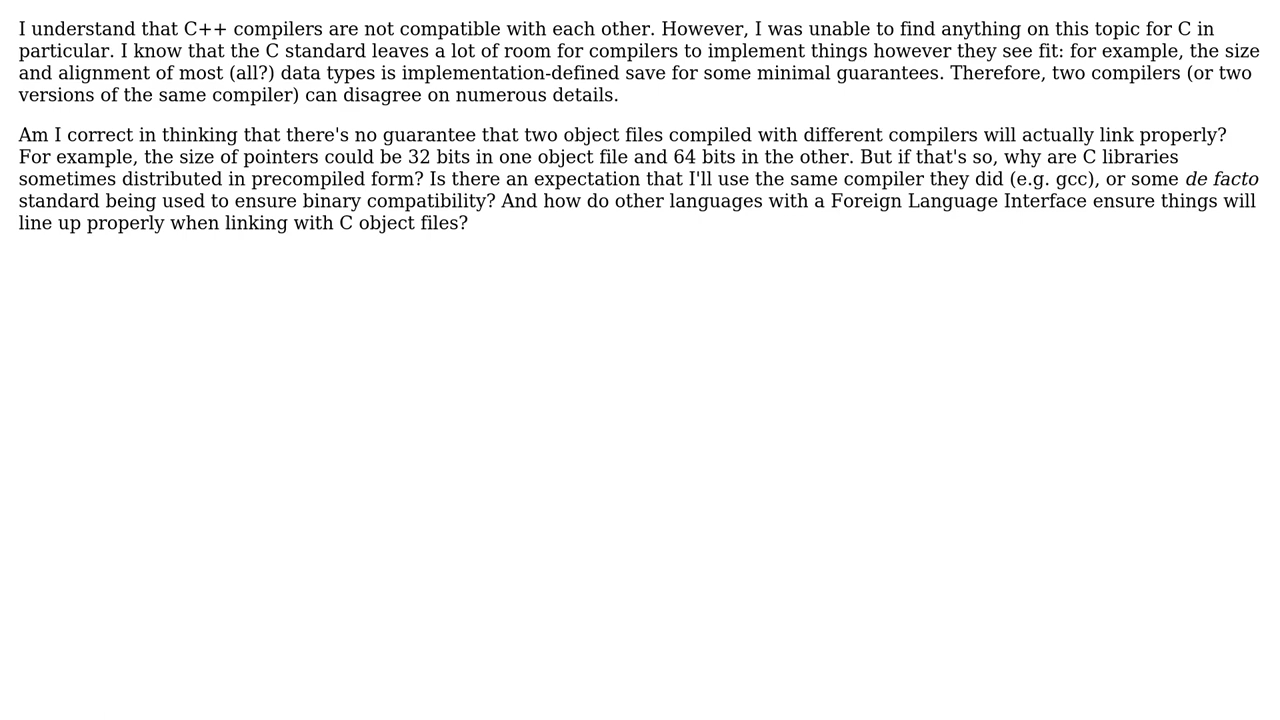 I understand that C++ compilers are not compatible with each other. However, I was unable to find anything on this topic for C in
particular. I know that the C standard leaves a lot of room for compilers to implement things however they see fit: for example, the size
and alignment of most (all?) data types is implementation-defined save for some minimal guarantees. Therefore, two compilers (or two
versions of the same compiler) can disagree on numerous details.
Am I correct in thinking that there's no guarantee that two object files compiled with different compilers will actually link properly?
For example, the size of pointers could be 32 bits in one object file and 64 bits in the other. But if that's so, why are C libraries
sometimes distributed in precompiled form? Is there an expectation that I'll use the same compiler they did (e.g. gcc), or some de facto
standard being used to ensure binary compatibility? And how do other languages with a Foreign Language Interface ensure things will
line up properly when linking with C object files?